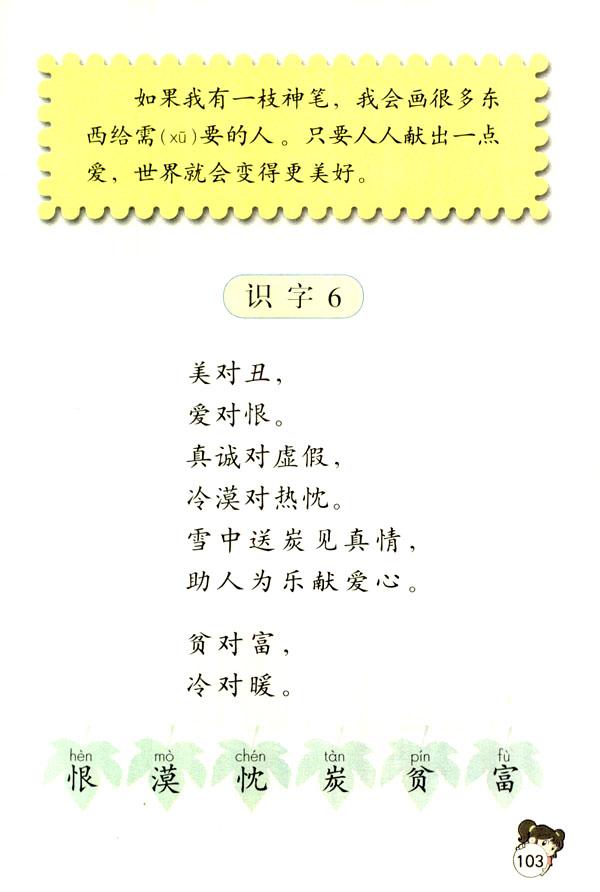 如果我有一枝神笔，我会画很多东
西给需(xū)要的人。只要人人献出一点
爱，世界就会变得更美好。
识字6
美对丑，
爱对恨。
真诚对虚假，
冷漠对热忱。
雪中送炭见真情，
助人为乐献爱心。
贫对富，
冷对暖。
hèn mò chén tàn pín fù
恨 漠 忱 炭 贫 富
103